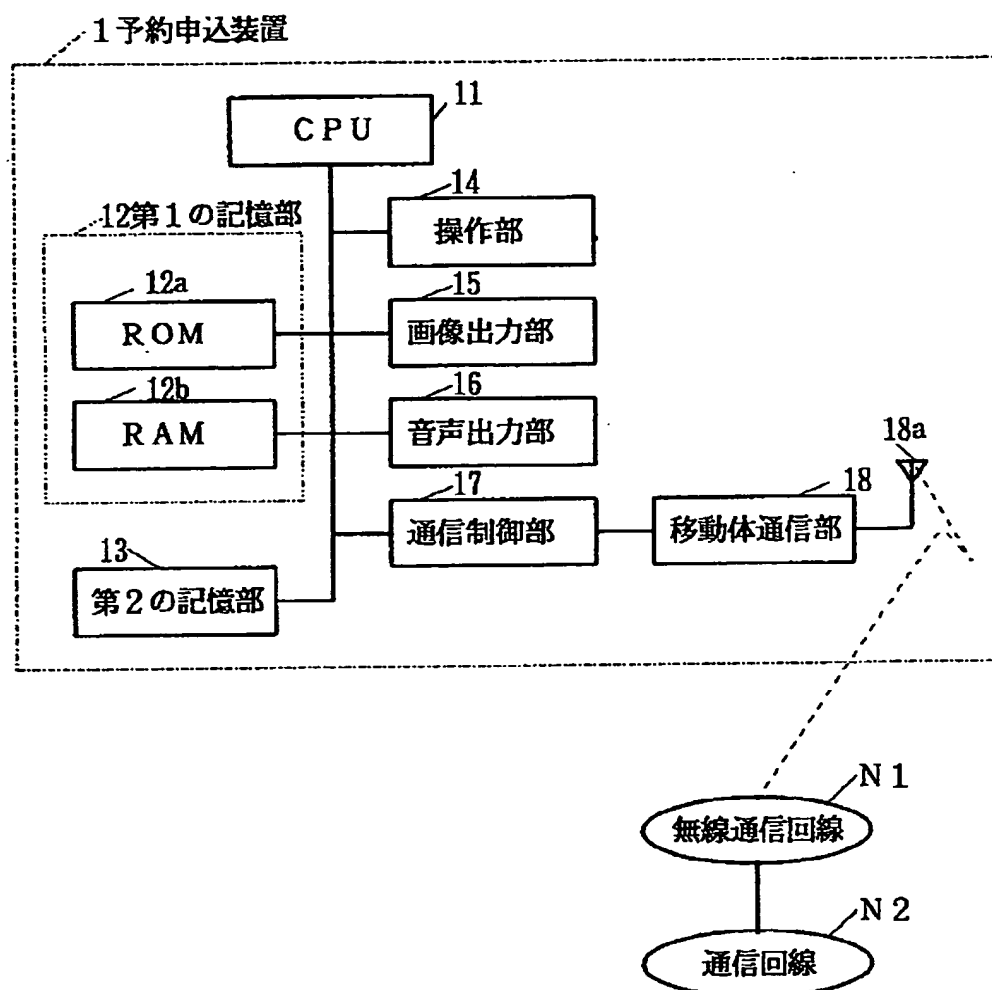 1予約申込装置
11
CPU
14
操作部
12第1の記憶部
12a
ROM
15
画像出力部
12b
RAM
16
音声出力部
17
通信制御部
18
移動体通信部
18a
13
第2の記憶部
N1
無線通信回線
N2
通信回線